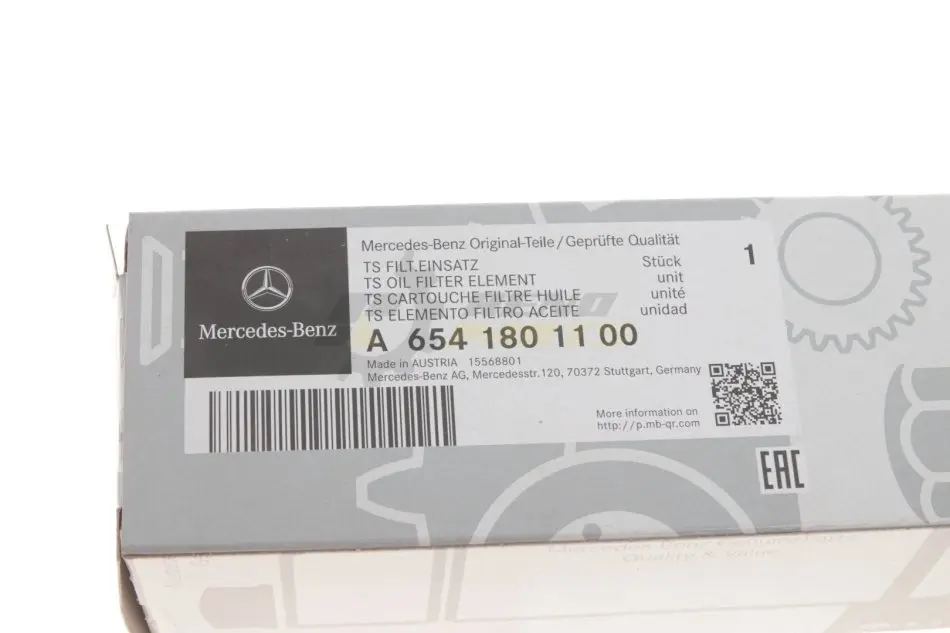 Mercedes-Benz
Mercedes-Benz Original-Teile/Geprüfte Qualität
TS FILT.EINSATZ Stück 1
TS OIL FILTER ELEMENT unit
TS CARTOUCHE FILTRE HUILE unité
TS ELEMENTO FILTRO ACEITE unidad
A 654 180 11 00
Made in AUSTRIA 15568801
Mercedes-Benz AG, Mercedesstr.120, 70372 Stuttgart, Germany
More information on
http://p.mb-qr.com
EAC
Quality & Value